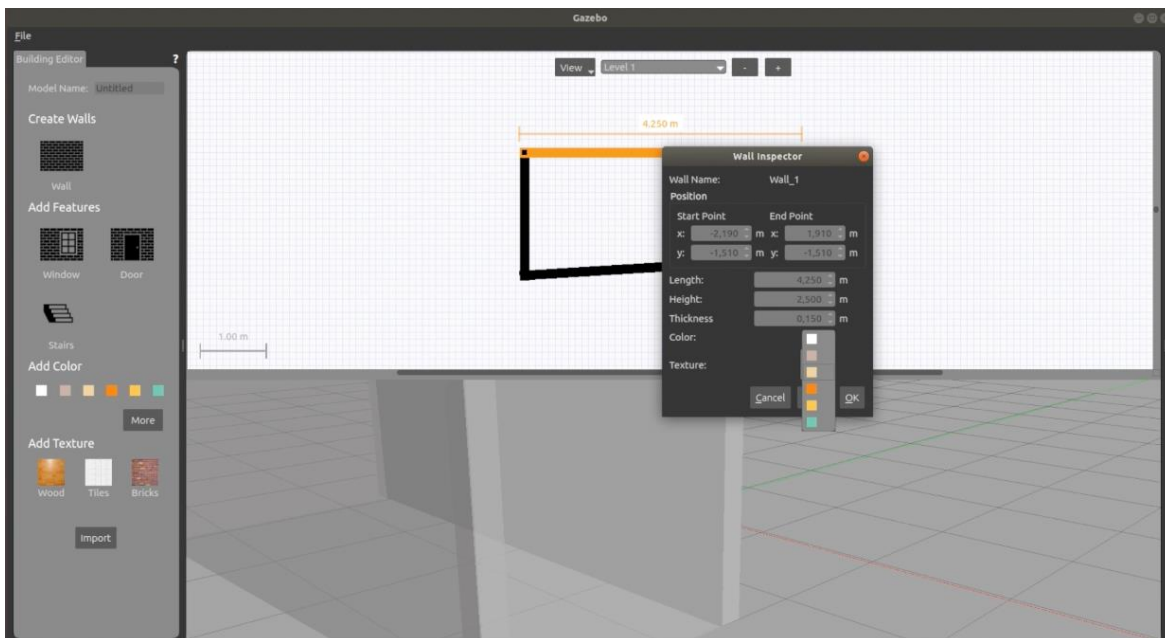 Gazebo
File
Building Editor
?
Model Name: Untitled
Create Walls
Wall
Add Features
Window Door
Stairs
Add Color
More
Add Texture
Wood Tiles Bricks
Import
View Level 1 - +
4.250 m
1.00 m
Wall Inspector
Wall Name: Wall_1
Position
Start Point End Point
x: -2,190 m x: 1,910 m
y: -1,510 m y: -1,510 m
Length: 4,250 m
Height: 2,500 m
Thickness 0,150 m
Color:
Texture:
Cancel OK